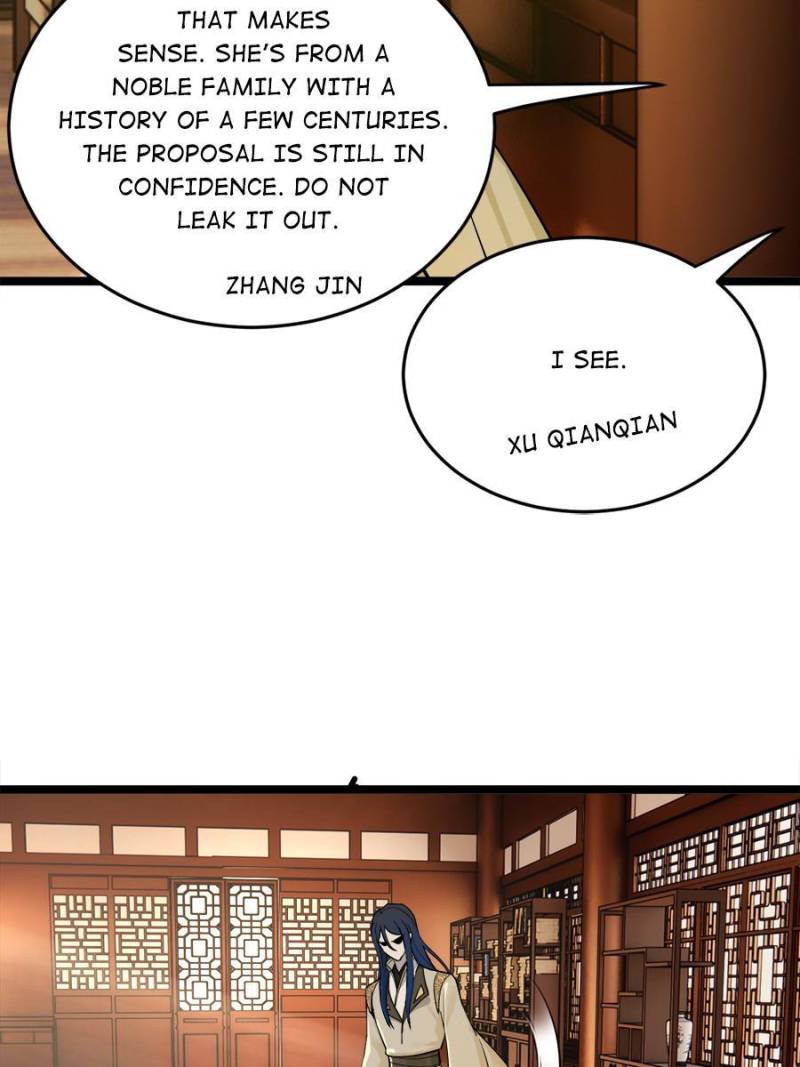 THAT MAKES
SENSE. SHE'S FROM A
NOBLE FAMILY WITH A
HISTORY OF A FEW CENTURIES.
THE PROPOSAL IS STILL IN
CONFIDENCE. DO NOT
LEAK IT OUT.
ZHANG JIN
I SEE.
XU QIANQIAN